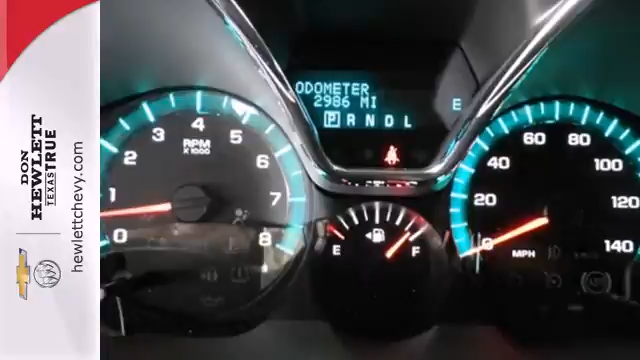 DON
HEWLETT
TEXAS TRUE
hewlettchevy.com
ODOMETER
2986 MI
E
P R N D L
0 1 2 3 4 5 6 7 8
RPM
X 1000
E F
0 20 40 60 80 100 120 140
MPH